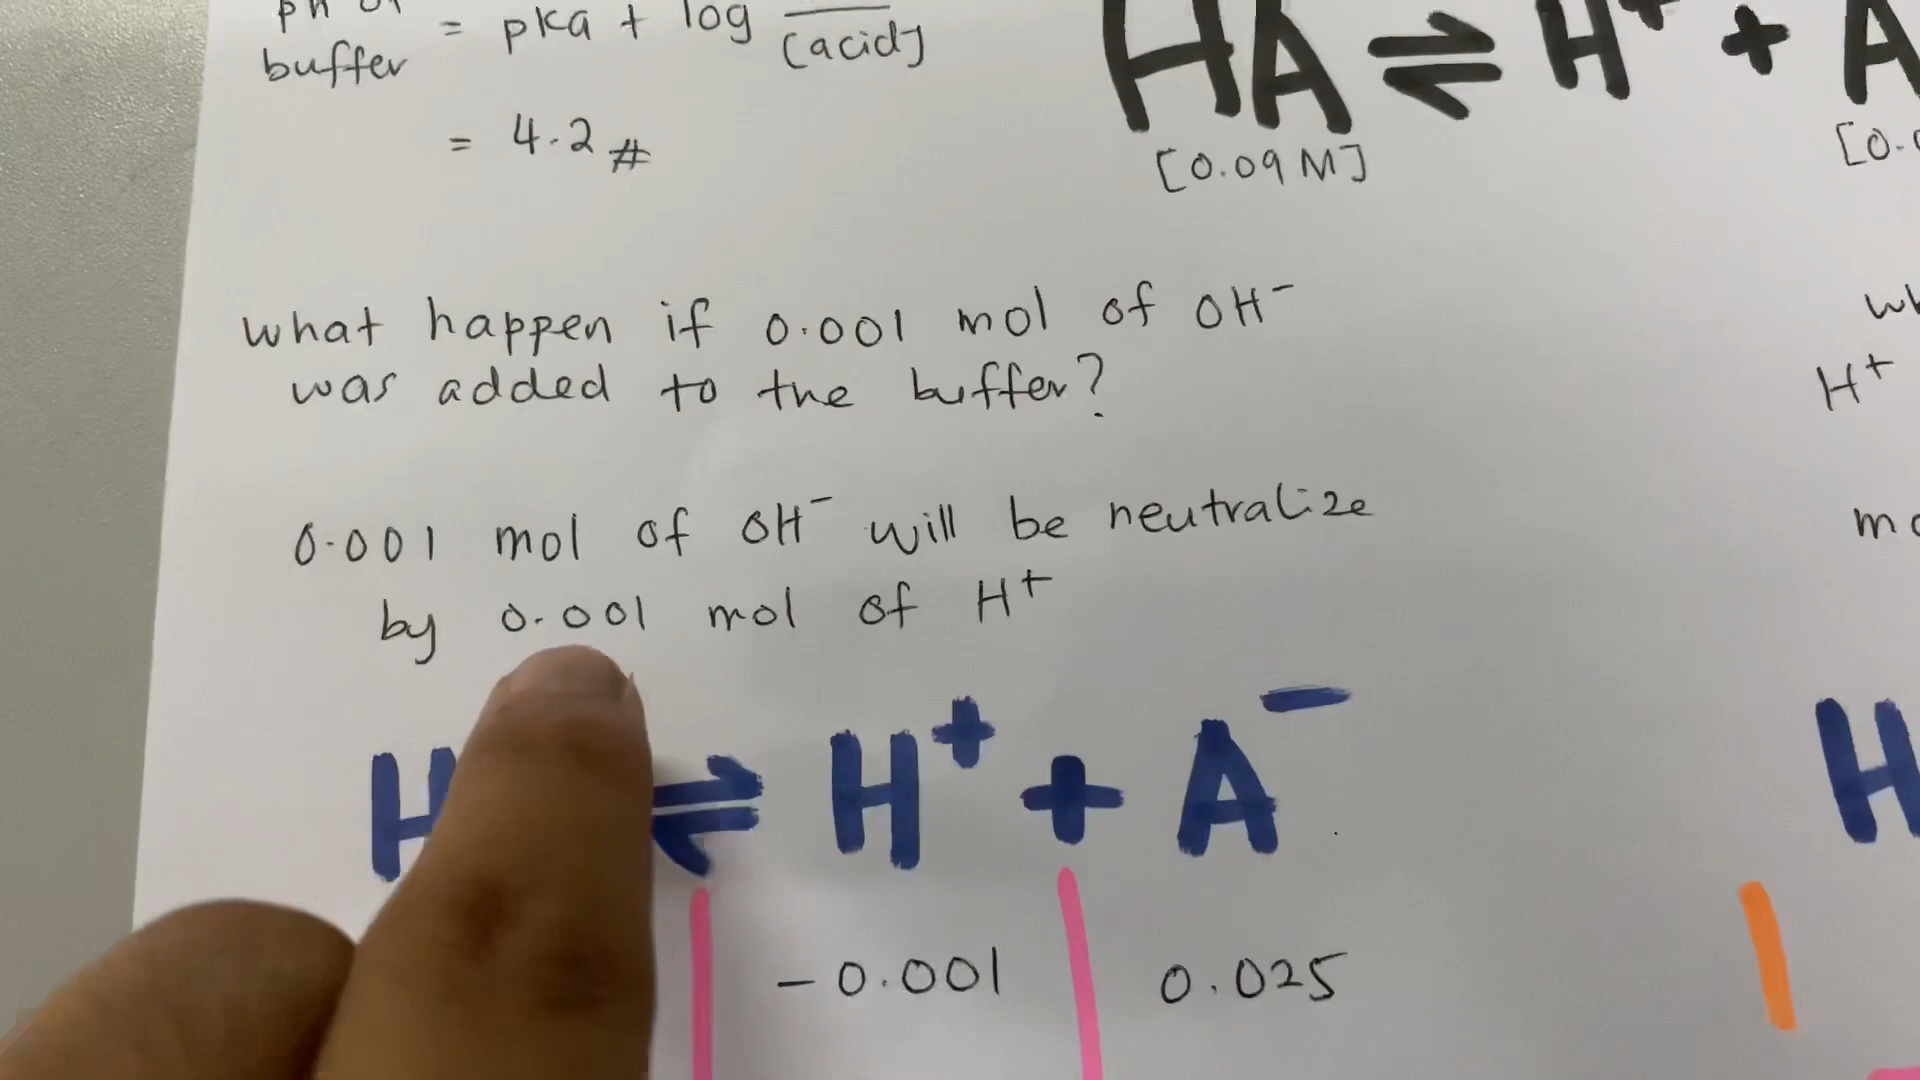 buffer = pka + log
[acid]
= 4.2 #
HA ⇌ H⁺ + A
[0.09 M]
what happen if 0.001 mol of OH⁻
was added to the buffer?
H⁺
0.001 mol of OH⁻ will be neutralize
by 0.001 mol of H⁺
H ⇌ H⁺ + A⁻
H
-0.001
0.025